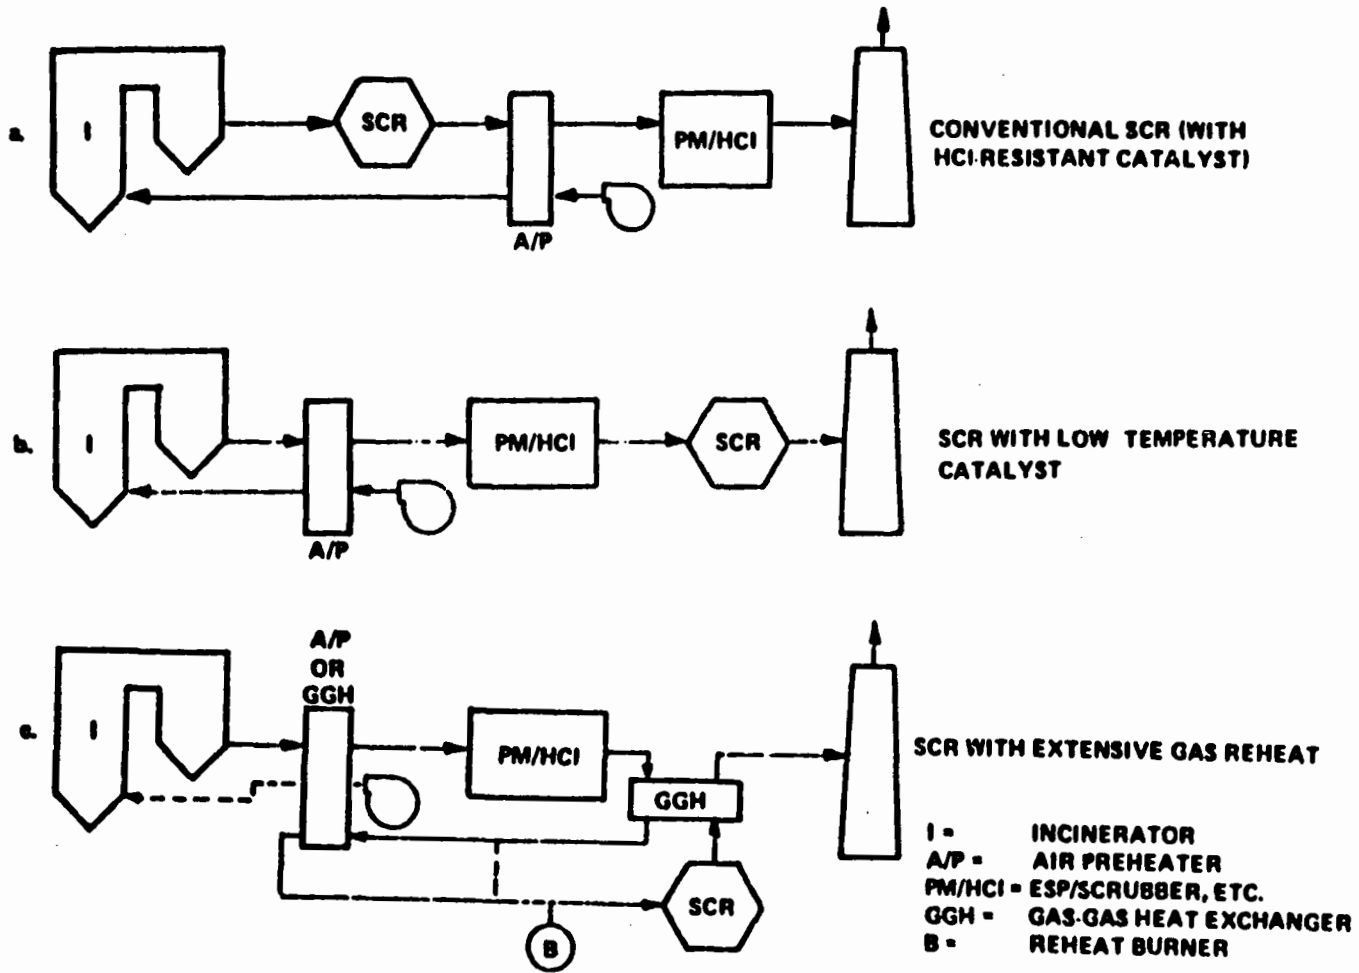 a.
I
SCR
A/P
PM/HCl
CONVENTIONAL SCR (WITH
HCl-RESISTANT CATALYST)
b.
I
A/P
PM/HCl
SCR
SCR WITH LOW TEMPERATURE
CATALYST
c.
I
A/P
OR
GGH
PM/HCl
GGH
SCR
B
SCR WITH EXTENSIVE GAS REHEAT
I = INCINERATOR
A/P = AIR PREHEATER
PM/HCl = ESP/SCRUBBER, ETC.
GGH = GAS-GAS HEAT EXCHANGER
B = REHEAT BURNER